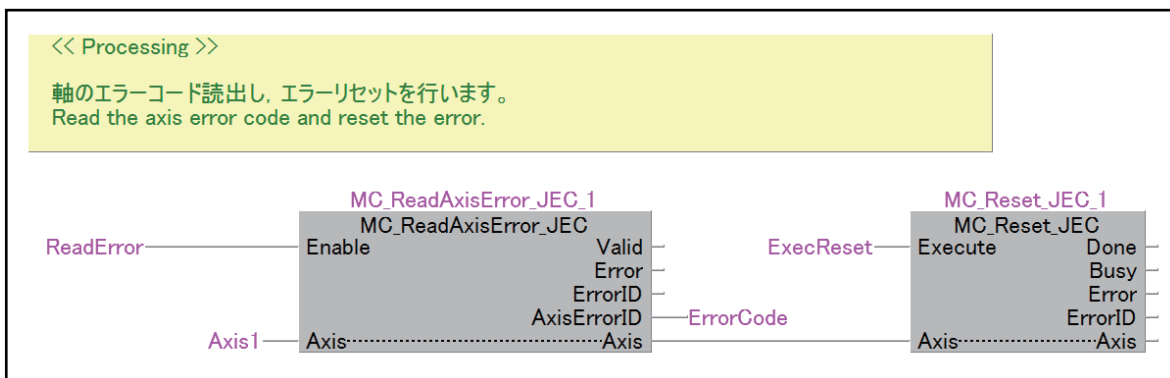 << Processing >>
軸のエラーコード読出し, エラーリセットを行います。
Read the axis error code and reset the error.
MC_ReadAxisError_JEC_1
MC_ReadAxisError_JEC
ReadError
Enable
Valid
Error
ErrorID
AxisErrorID
ErrorCode
Axis1
Axis
Axis
MC_Reset_JEC_1
MC_Reset_JEC
ExecReset
Execute
Done
Busy
Error
ErrorID
Axis
Axis